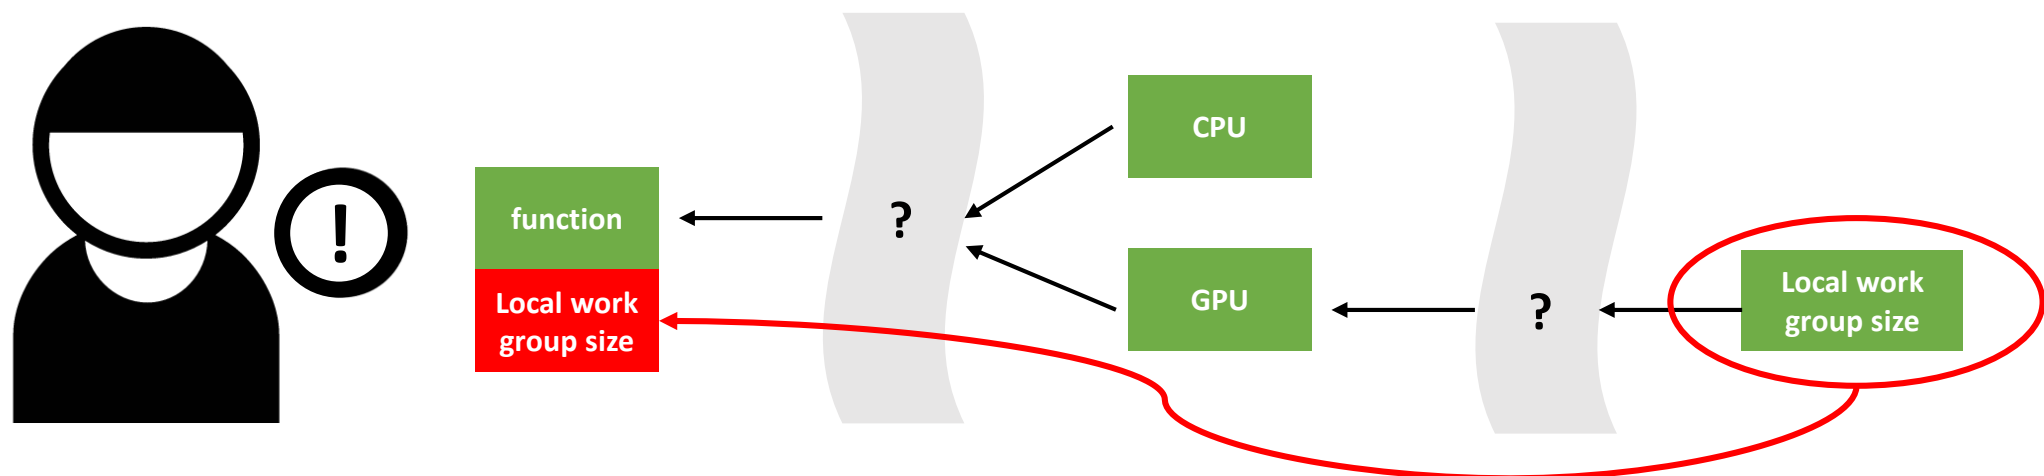 !
function
Local work
group size
?
CPU
GPU
?
Local work
group size